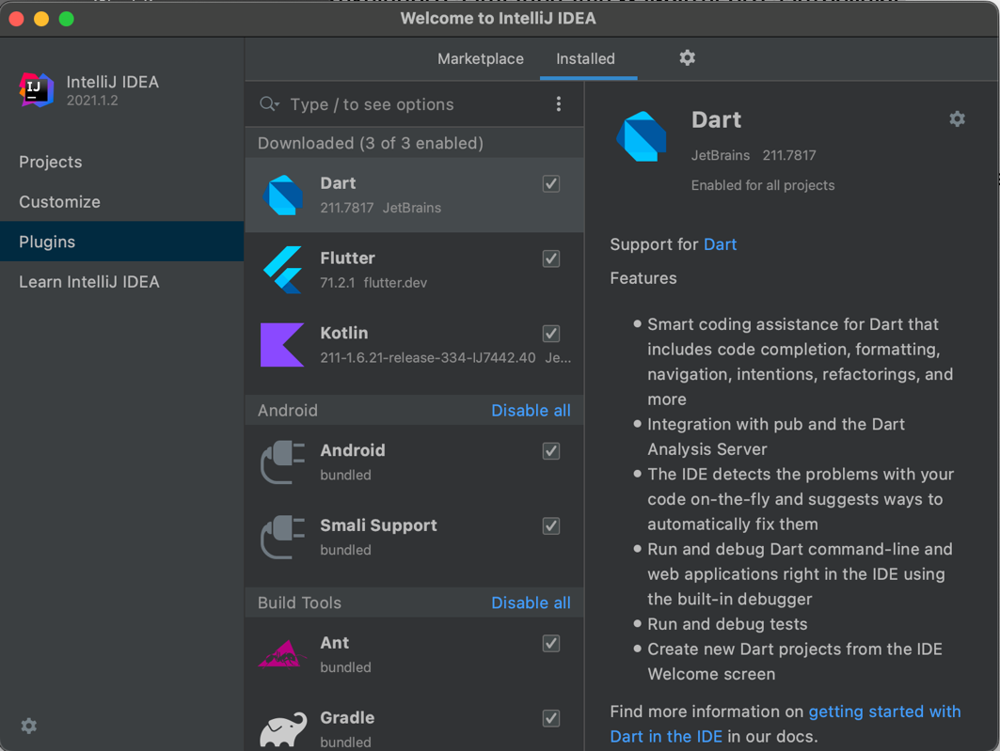 Welcome to IntelliJ IDEA
IJ
IntelliJ IDEA
2021.1.2
Projects
Customize
Plugins
Learn IntelliJ IDEA
Marketplace
Installed
Type / to see options
Downloaded (3 of 3 enabled)
Dart
211.7817 JetBrains
Flutter
71.2.1 flutter.dev
Kotlin
211-1.6.21-release-334-IJ7442.40 Je...
Android Disable all
Android
bundled
Smali Support
bundled
Build Tools Disable all
Ant
bundled
Gradle
bundled
Dart
JetBrains 211.7817
Enabled for all projects
Support for Dart
Features
• Smart coding assistance for Dart that
includes code completion, formatting,
navigation, intentions, refactorings, and
more
• Integration with pub and the Dart
Analysis Server
• The IDE detects the problems with your
code on-the-fly and suggests ways to
automatically fix them
• Run and debug Dart command-line and
web applications right in the IDE using
the built-in debugger
• Run and debug tests
• Create new Dart projects from the IDE
Welcome screen
Find more information on getting started with
Dart in the IDE in our docs.